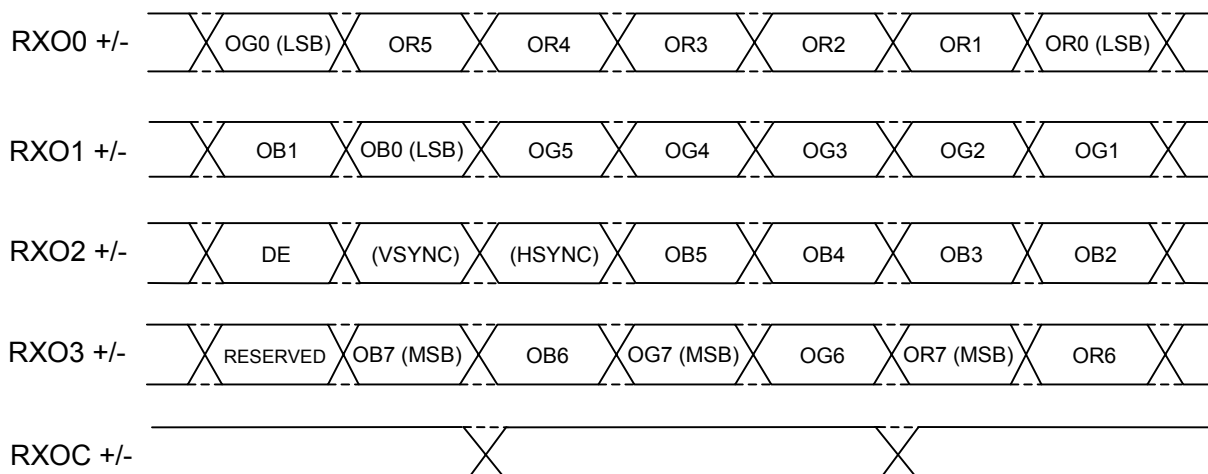 RXO0 +/- OG0 (LSB) OR5 OR4 OR3 OR2 OR1 OR0 (LSB)
RXO1 +/- OB1 OB0 (LSB) OG5 OG4 OG3 OG2 OG1
RXO2 +/- DE (VSYNC) (HSYNC) OB5 OB4 OB3 OB2
RXO3 +/- RESERVED OB7 (MSB) OB6 OG7 (MSB) OG6 OR7 (MSB) OR6
RXOC +/-